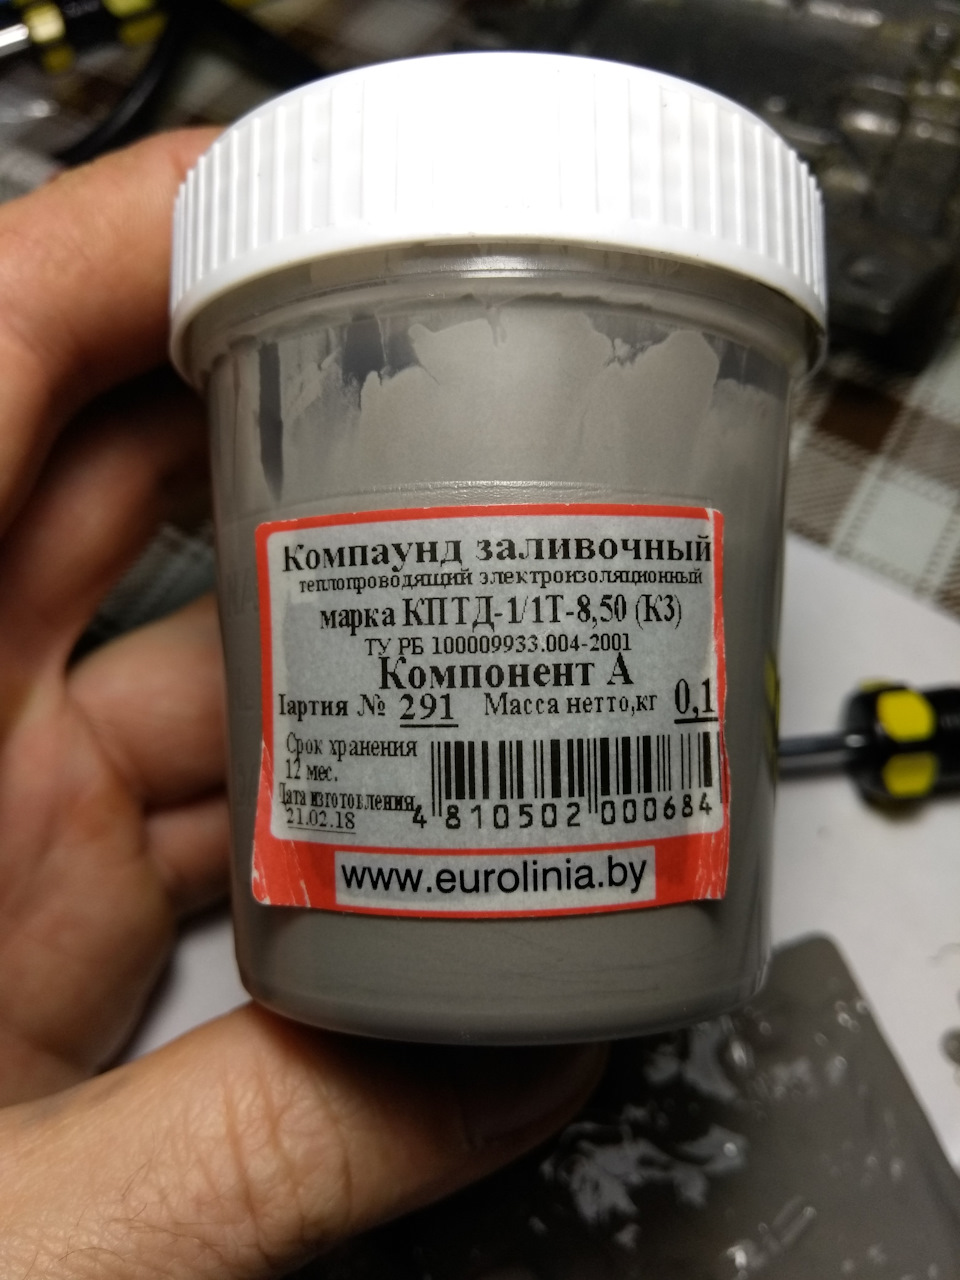 Компаунд заливочный
теплопроводящий электроизоляционный
марка КПТД-1/1Т-8,50 (К3)
ТУ РБ 100009933.004-2001
Компонент А
Партия № 291 Масса нетто,кг 0,1
Срок хранения
12 мес.
Дата изготовления
21.02.18
4 810502 000684
www.eurolinia.by